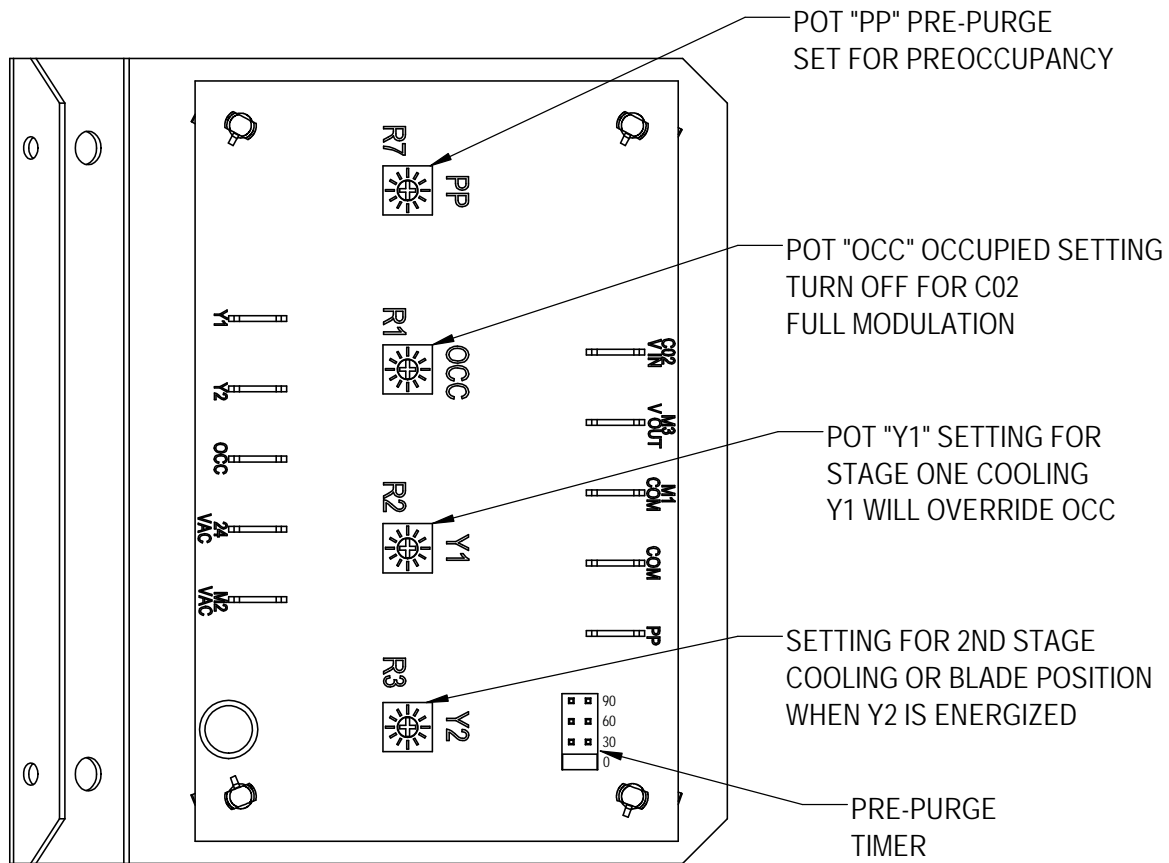 POT "PP" PRE-PURGE
SET FOR PREOCCUPANCY
R7
PP
POT "OCC" OCCUPIED SETTING
TURN OFF FOR C02
FULL MODULATION
R1
OCC
Y1
Y2
OCC
24
VAC
M2
VAC
C02
V IN
M3
V OUT
M1
COM
COM
PP
POT "Y1" SETTING FOR
STAGE ONE COOLING
Y1 WILL OVERRIDE OCC
R2
Y1
SETTING FOR 2ND STAGE
COOLING OR BLADE POSITION
WHEN Y2 IS ENERGIZED
R3
Y2
90
60
30
0
PRE-PURGE
TIMER